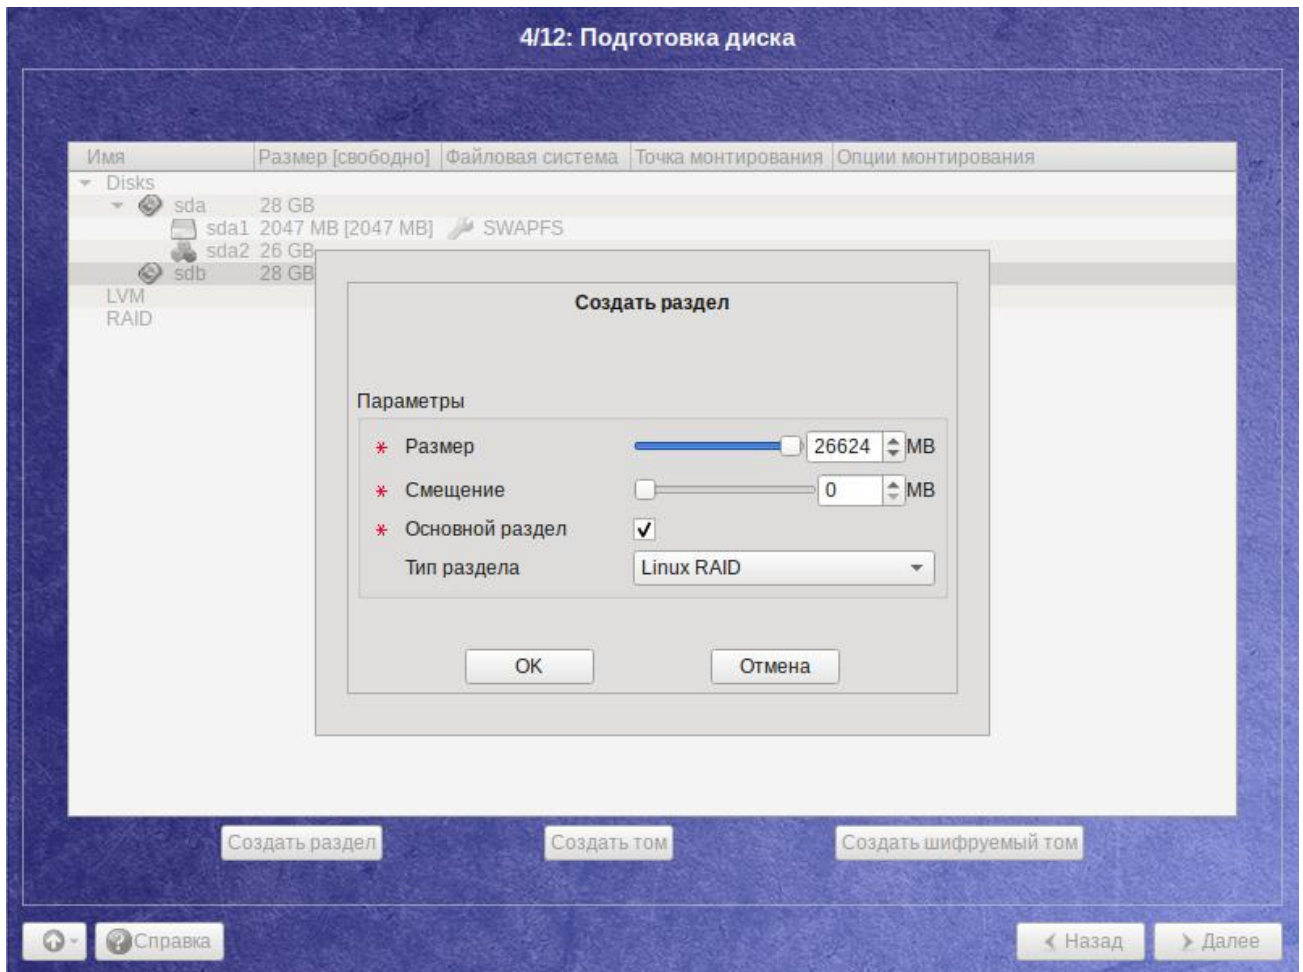 4/12: Подготовка диска
Имя Размер [свободно] Файловая система Точка монтирования Опции монтирования
Disks
sda 28 GB
sda1 2047 MB [2047 MB] SWAPFS
sda2 26 GB
sdb 28 GB
LVM
RAID
Создать раздел
Параметры
* Размер 26624 MB
* Смещение 0 MB
* Основной раздел
Тип раздела Linux RAID
OK Отмена
Создать раздел Создать том Создать шифруемый том
Справка Назад Далее